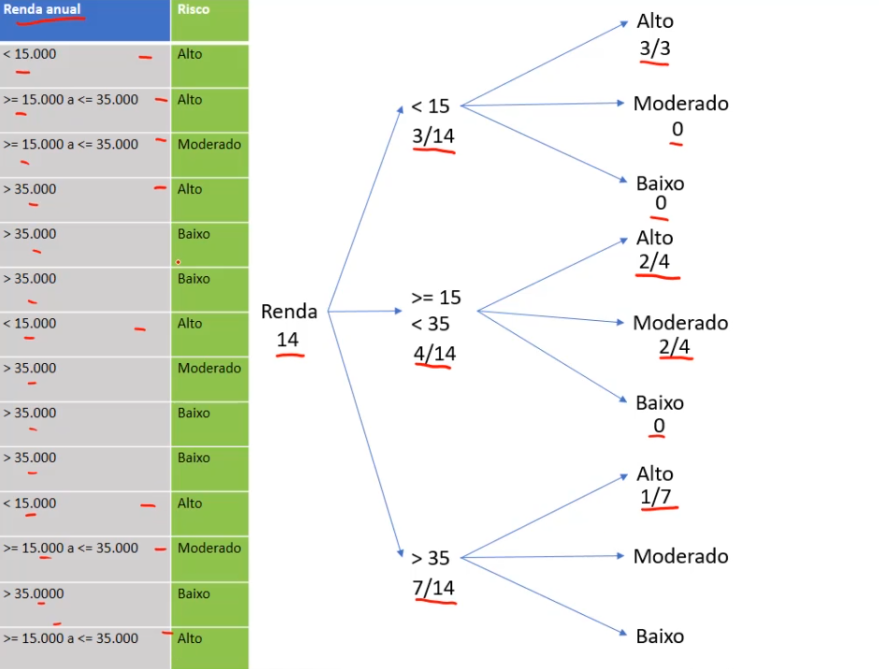 Renda anual Risco
< 15.000 Alto
>= 15.000 a <= 35.000 Alto
>= 15.000 a <= 35.000 Moderado
> 35.000 Alto
> 35.000 Baixo
> 35.000 Baixo
< 15.000 Alto
> 35.000 Moderado
> 35.000 Baixo
> 35.000 Baixo
< 15.000 Alto
>= 15.000 a <= 35.000 Moderado
> 35.0000 Baixo
>= 15.000 a <= 35.000 Alto
Renda
14
< 15
3/14
Alto
3/3
Moderado
0
Baixo
0
>= 15
< 35
4/14
Alto
2/4
Moderado
2/4
Baixo
0
> 35
7/14
Alto
1/7
Moderado
Baixo